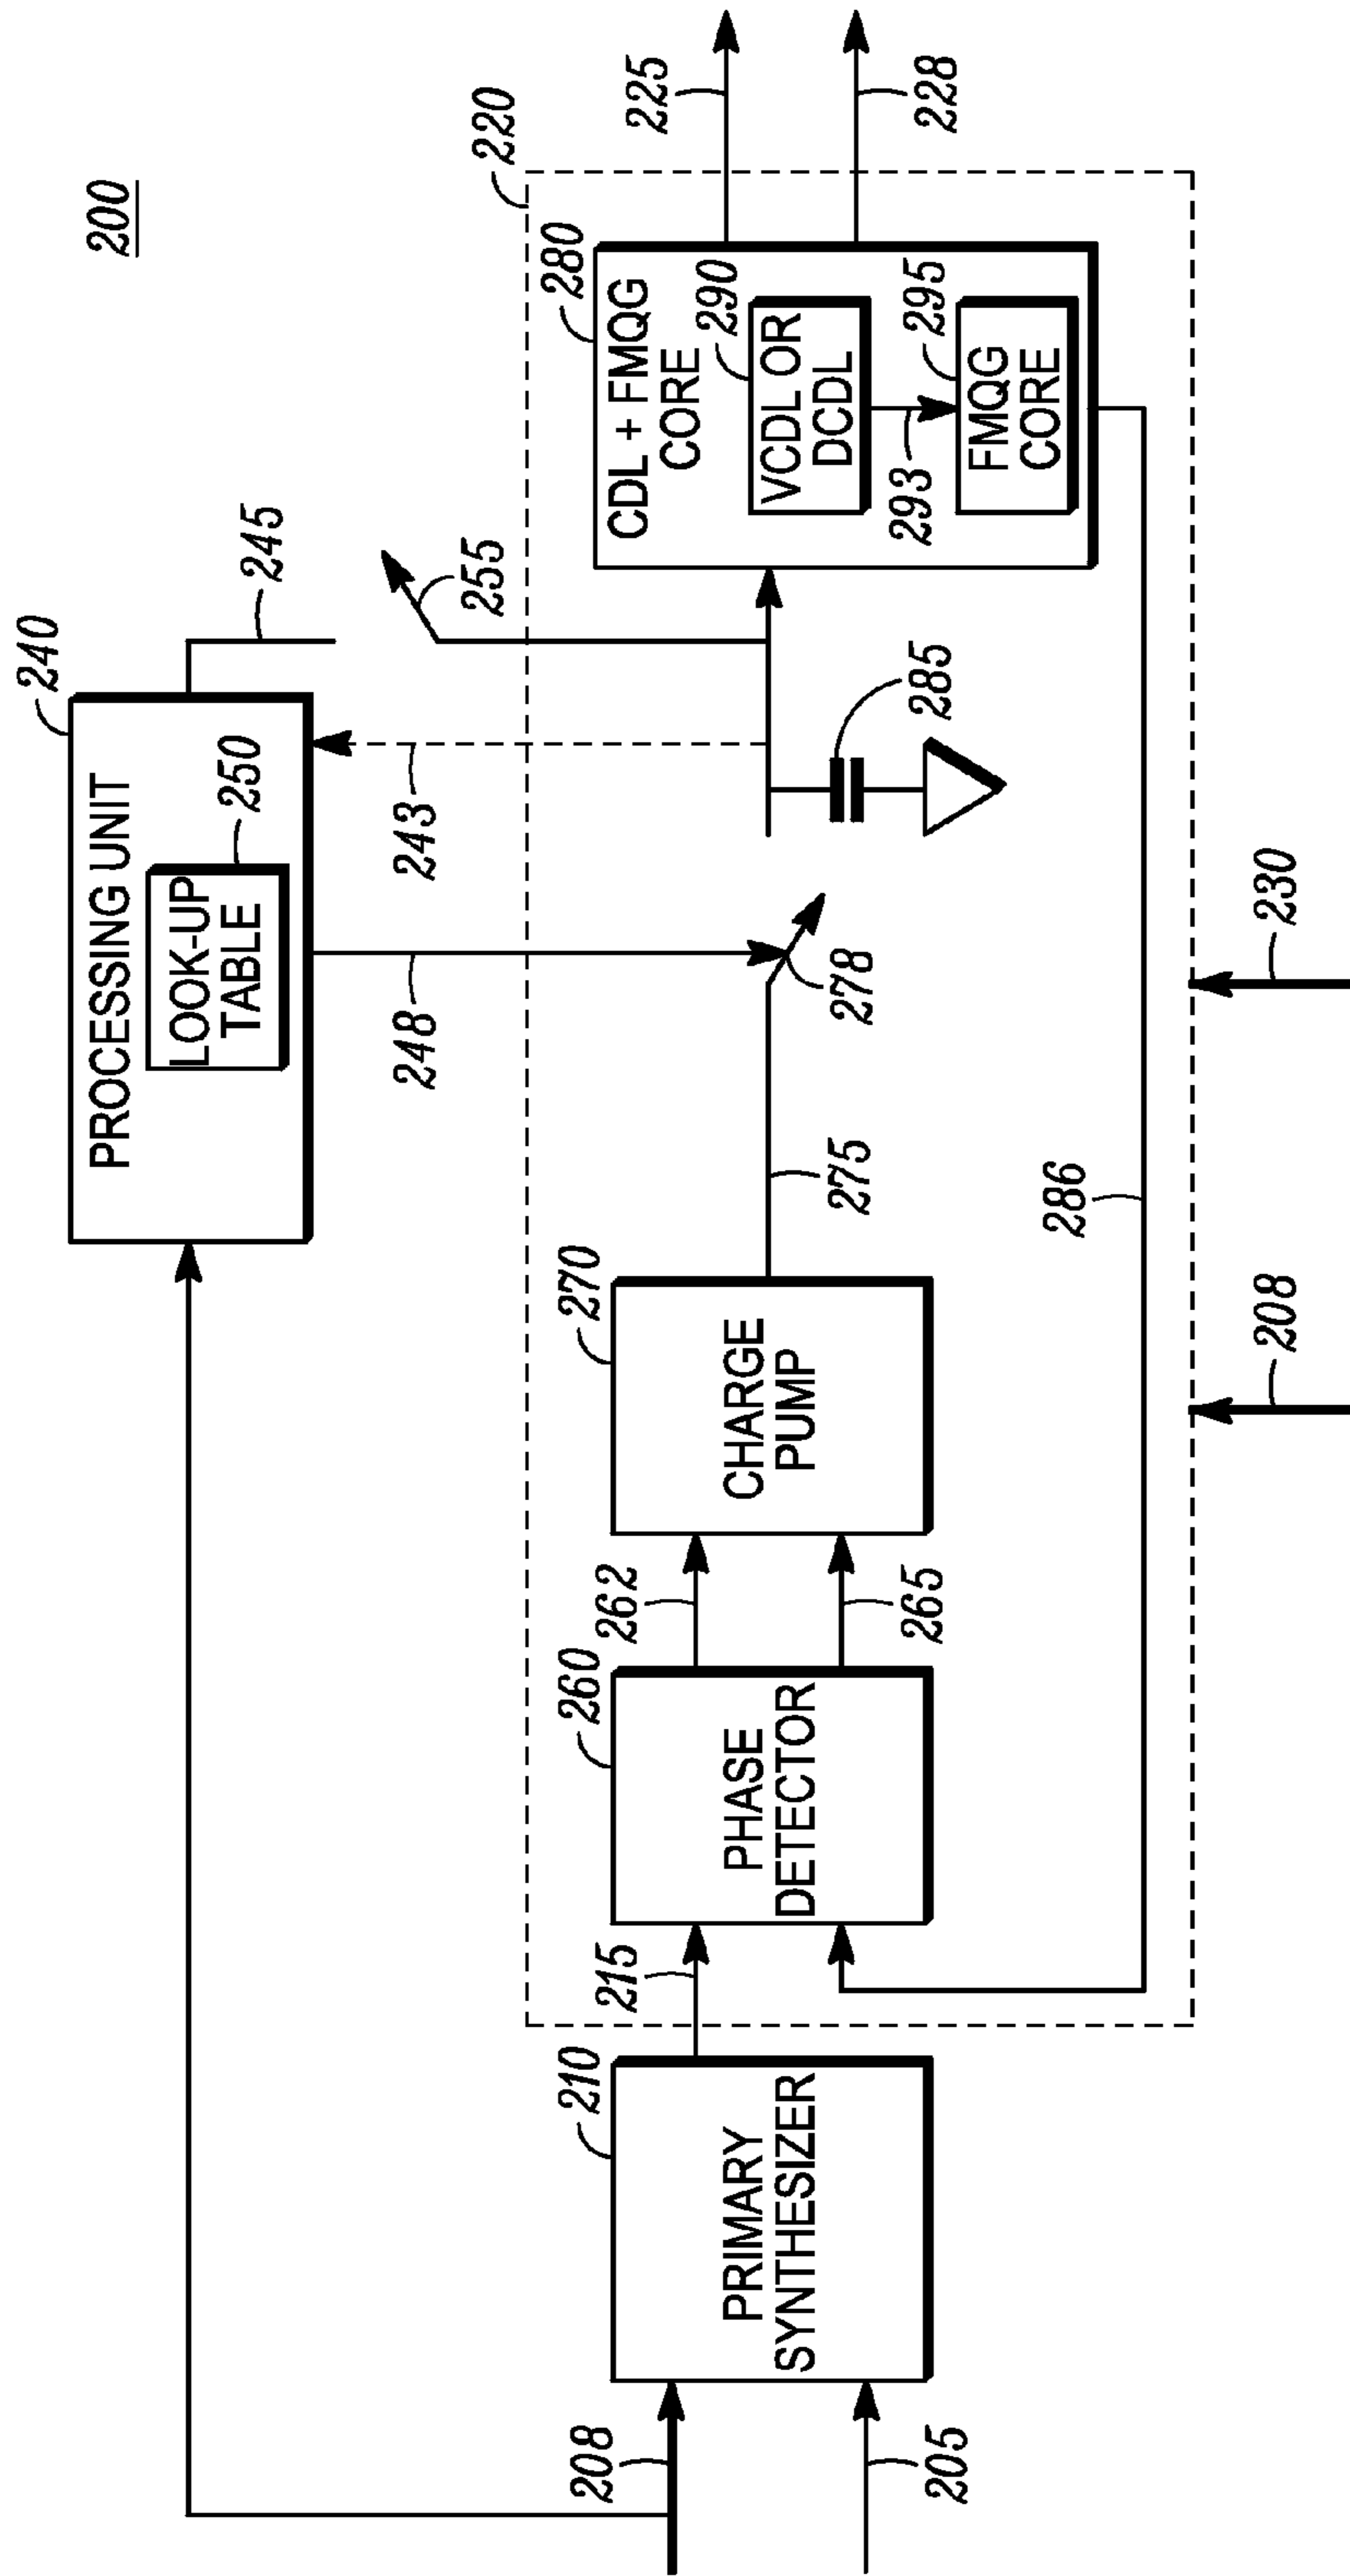 200
240
PROCESSING UNIT
250
LOOK-UP
TABLE
245
255
243
248
220
225
228
280
CDL + FMQG
CORE
290
VCDL OR
DCDL
293
295
FMQG
CORE
285
278
275
270
CHARGE
PUMP
262
265
260
PHASE
DETECTOR
215
286
210
PRIMARY
SYNTHESIZER
208
205
208
230